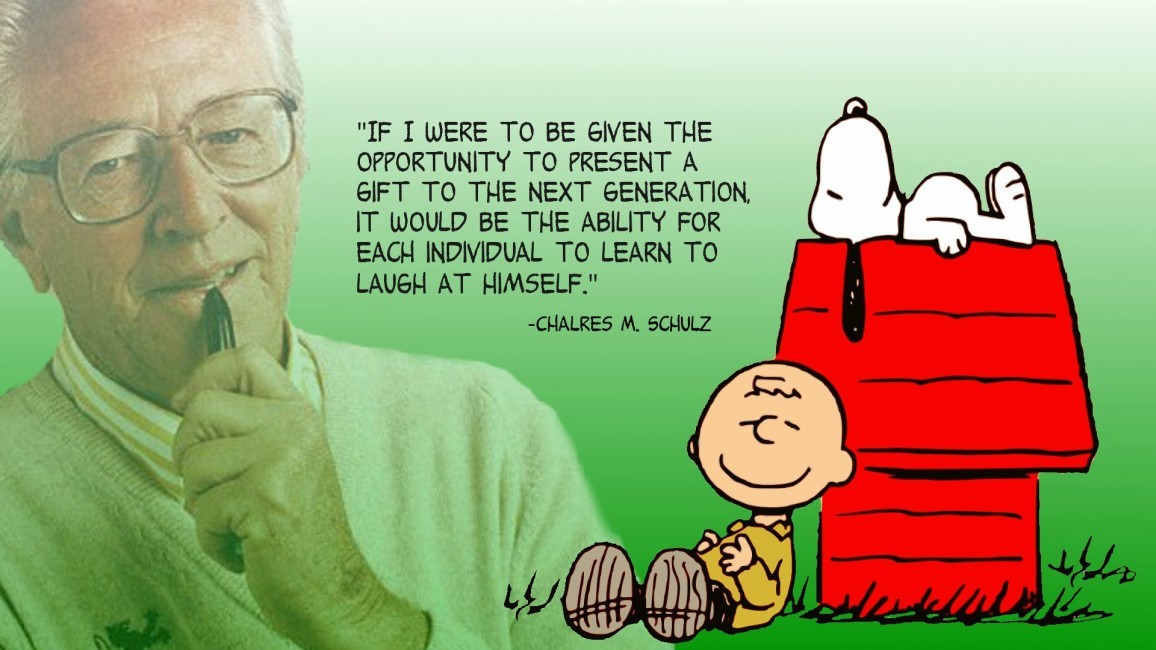 "IF I WERE TO BE GIVEN THE
OPPORTUNITY TO PRESENT A
GIFT TO THE NEXT GENERATION,
IT WOULD BE THE ABILITY FOR
EACH INDIVIDUAL TO LEARN TO
LAUGH AT HIMSELF."
-CHALRES M. SCHULZ